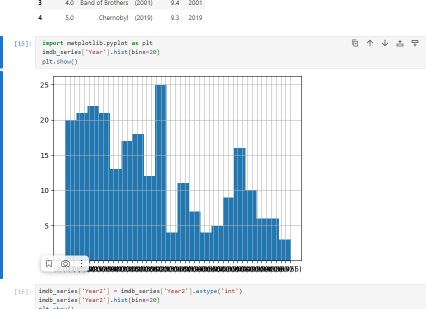 3 4.0 Band of Brothers (2001) 9.4 2001
4 5.0 Chernobyl (2019) 9.3 2019
[15]: import matplotlib.pyplot as plt
imdb_series['Year'].hist(bins=20)
plt.show()
25
20
15
10
5
[16]: imdb_series['Year2'] = imdb_series['Year2'].astype('int')
imdb_series['Year2'].hist(bins=20)
plt.show()